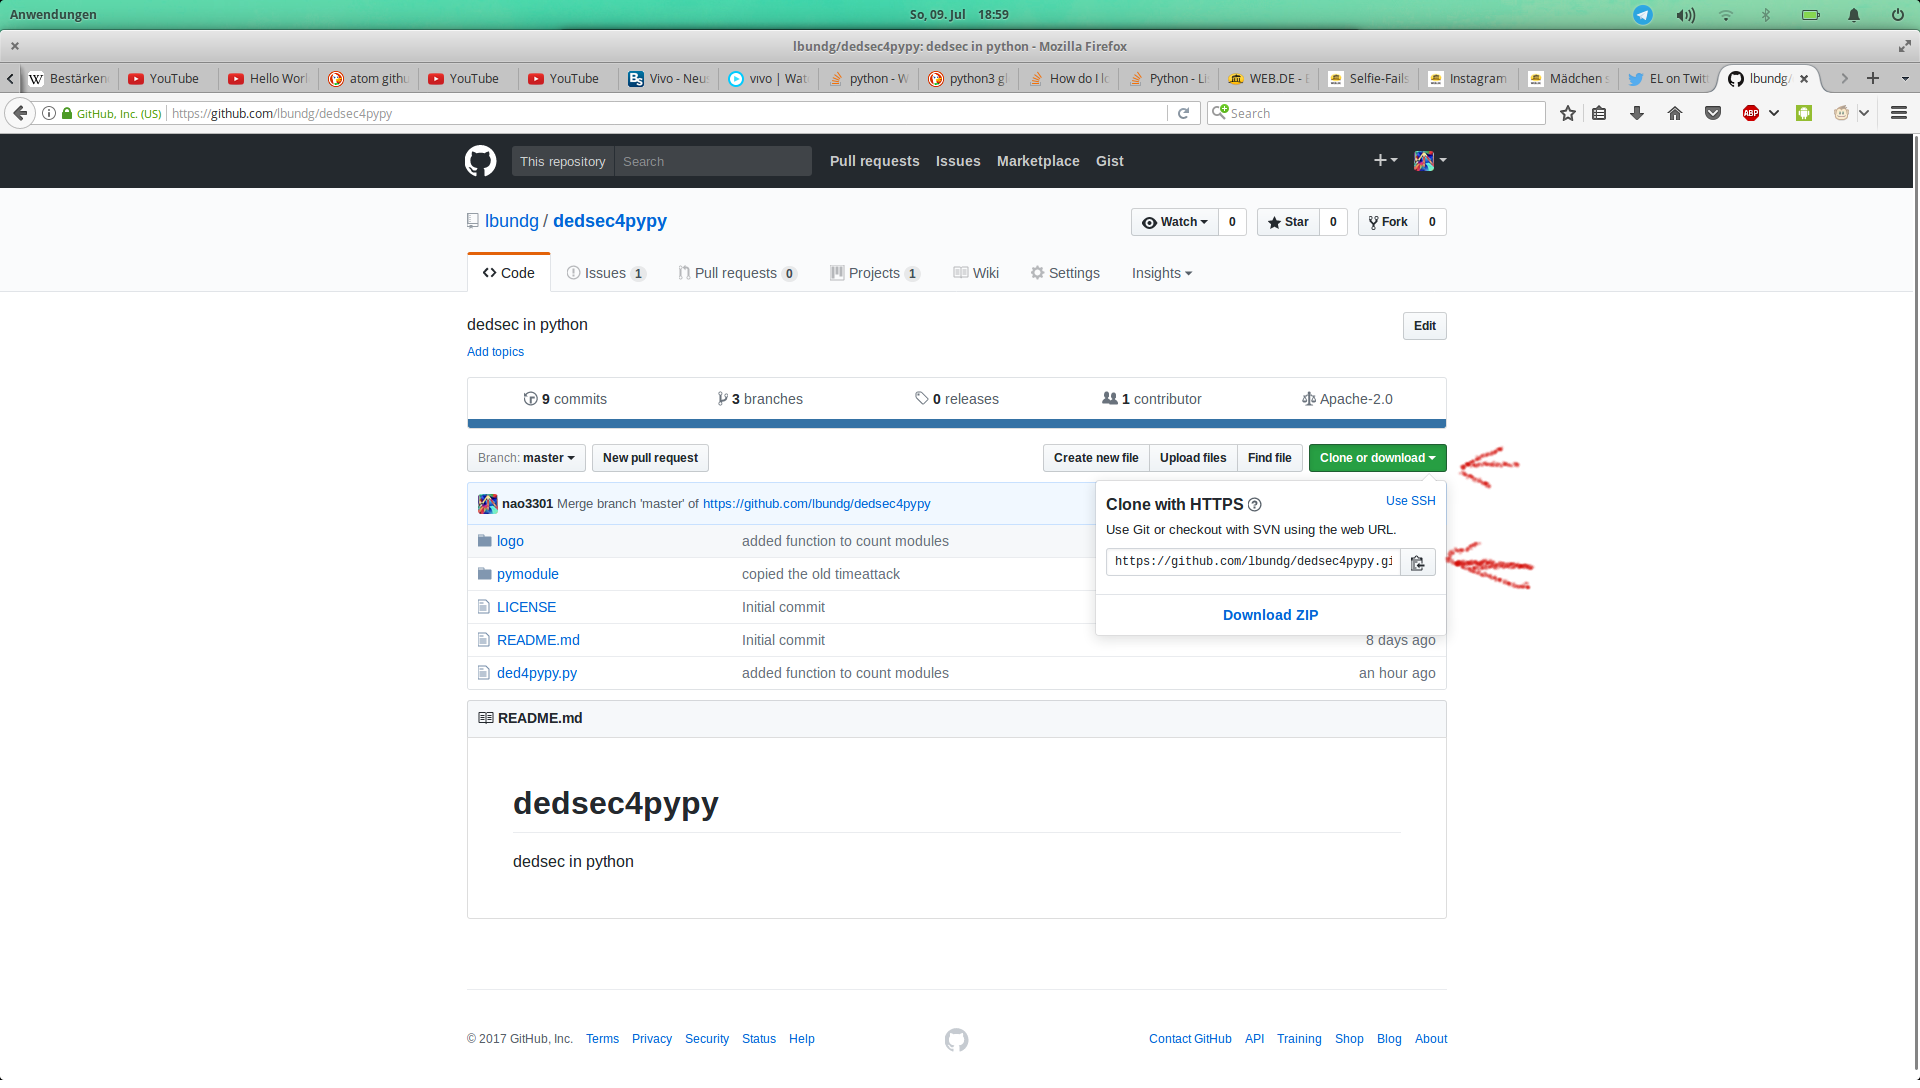 Anwendungen So, 09. Jul 18:59
lbundg/dedsec4pypy: dedsec in python - Mozilla Firefox
Bestärken YouTube Hello Worl atom githu YouTube YouTube Vivo - Neus vivo | Wat python - W python3 gl How do I lo Python - Li WEB.DE - E Selfie-Fails Instagram Mädchen s EL on Twitt lbundg/
GitHub, Inc. (US) https://github.com/lbundg/dedsec4pypy Search ABP
This repository Search Pull requests Issues Marketplace Gist
lbundg / dedsec4pypy Watch 0 Star 0 Fork 0
Code Issues 1 Pull requests 0 Projects 1 Wiki Settings Insights
dedsec in python Edit
Add topics
9 commits 3 branches 0 releases 1 contributor Apache-2.0
Branch: master New pull request Create new file Upload files Find file Clone or download
nao3301 Merge branch 'master' of https://github.com/lbundg/dedsec4pypy
Clone with HTTPS Use SSH
Use Git or checkout with SVN using the web URL.
https://github.com/lbundg/dedsec4pypy.gi
Download ZIP
logo added function to count modules
pymodule copied the old timeattack
LICENSE Initial commit
README.md Initial commit 8 days ago
ded4pypy.py added function to count modules an hour ago
README.md
dedsec4pypy
dedsec in python
© 2017 GitHub, Inc. Terms Privacy Security Status Help Contact GitHub API Training Shop Blog About